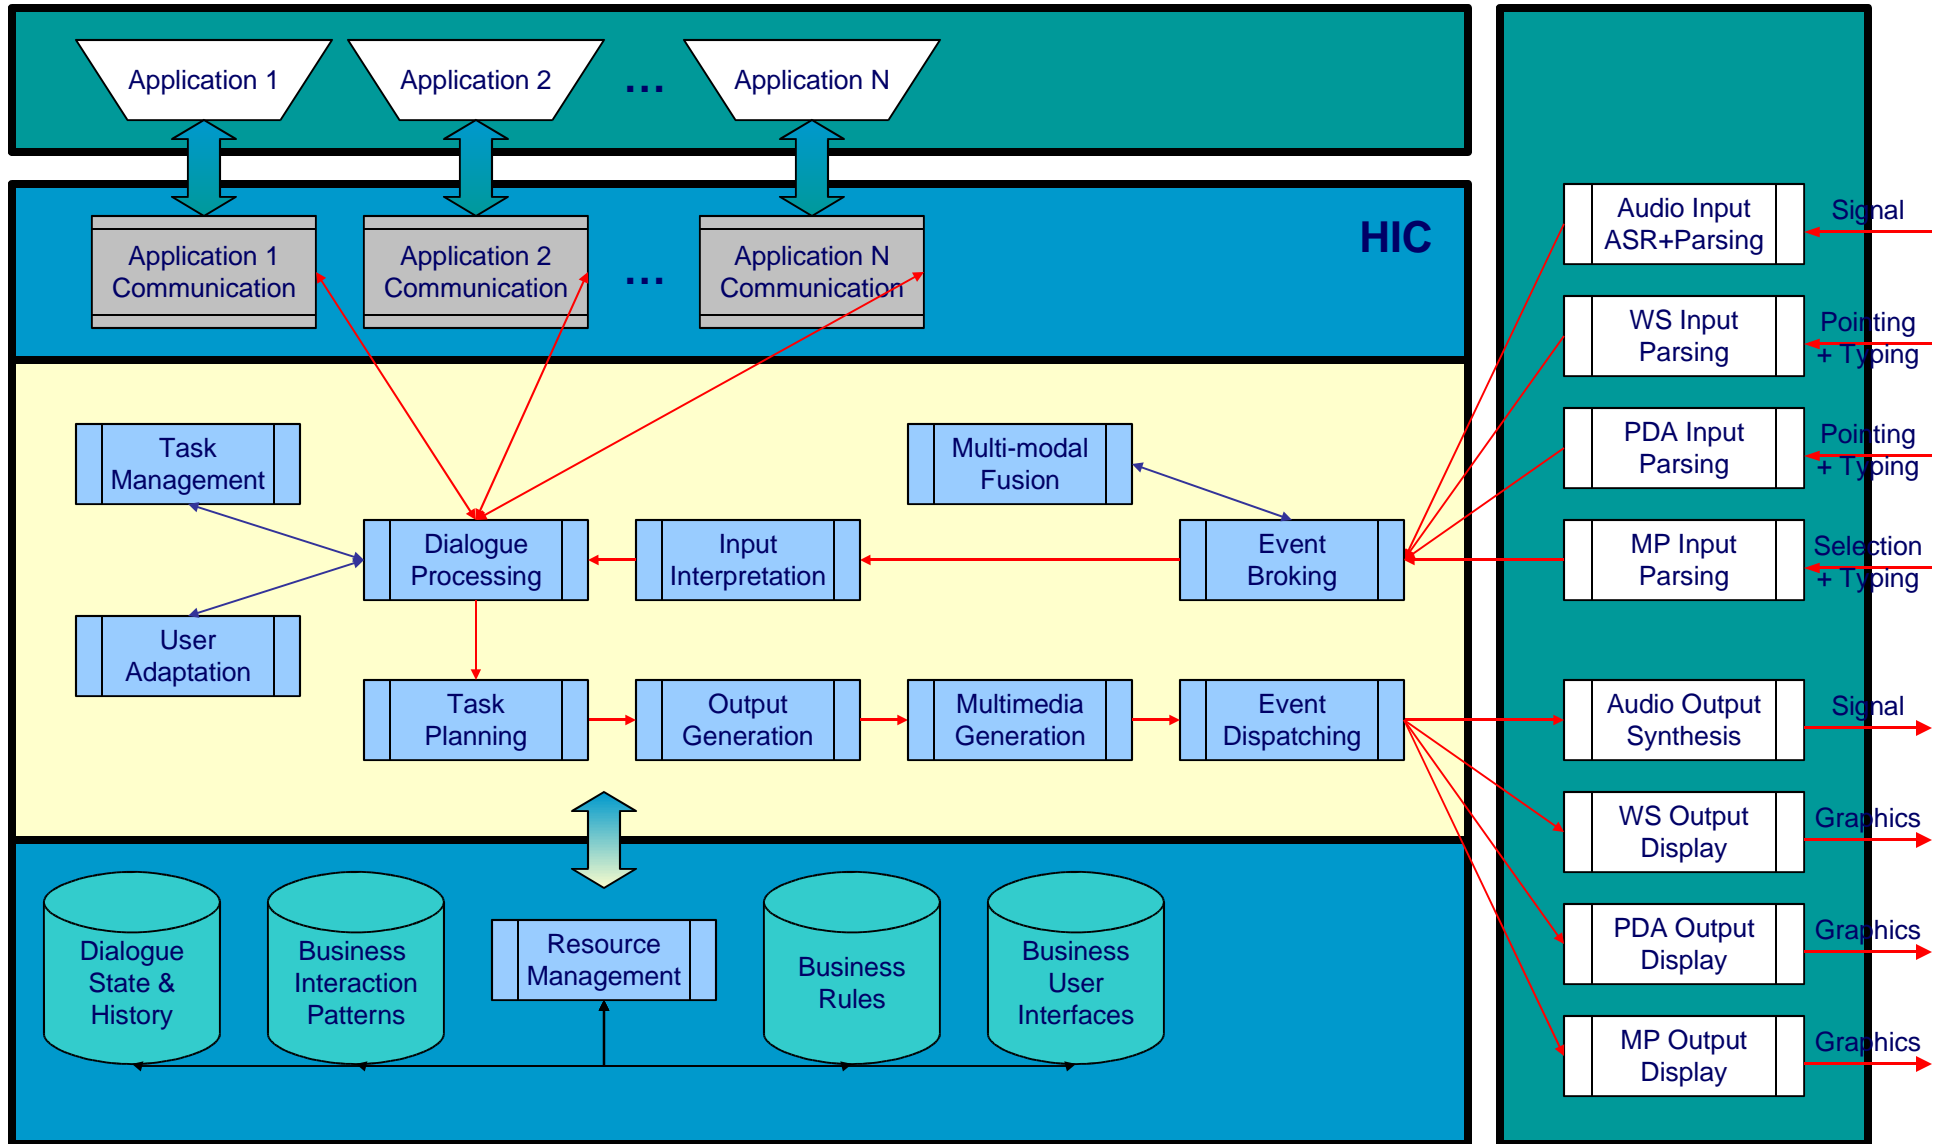 Application 1
Application 2
...
Application N
HIC
Application 1
Communication
Application 2
Communication
...
Application N
Communication
Task
Management
Multi-modal
Fusion
Dialogue
Processing
Input
Interpretation
Event
Broking
User
Adaptation
Task
Planning
Output
Generation
Multimedia
Generation
Event
Dispatching
Dialogue
State &
History
Business
Interaction
Patterns
Resource
Management
Business
Rules
Business
User
Interfaces
Audio Input
ASR+Parsing
Signal
WS Input
Parsing
Pointing
+ Typing
PDA Input
Parsing
Pointing
+ Typing
MP Input
Parsing
Selection
+ Typing
Audio Output
Synthesis
Signal
WS Output
Display
Graphics
PDA Output
Display
Graphics
MP Output
Display
Graphics